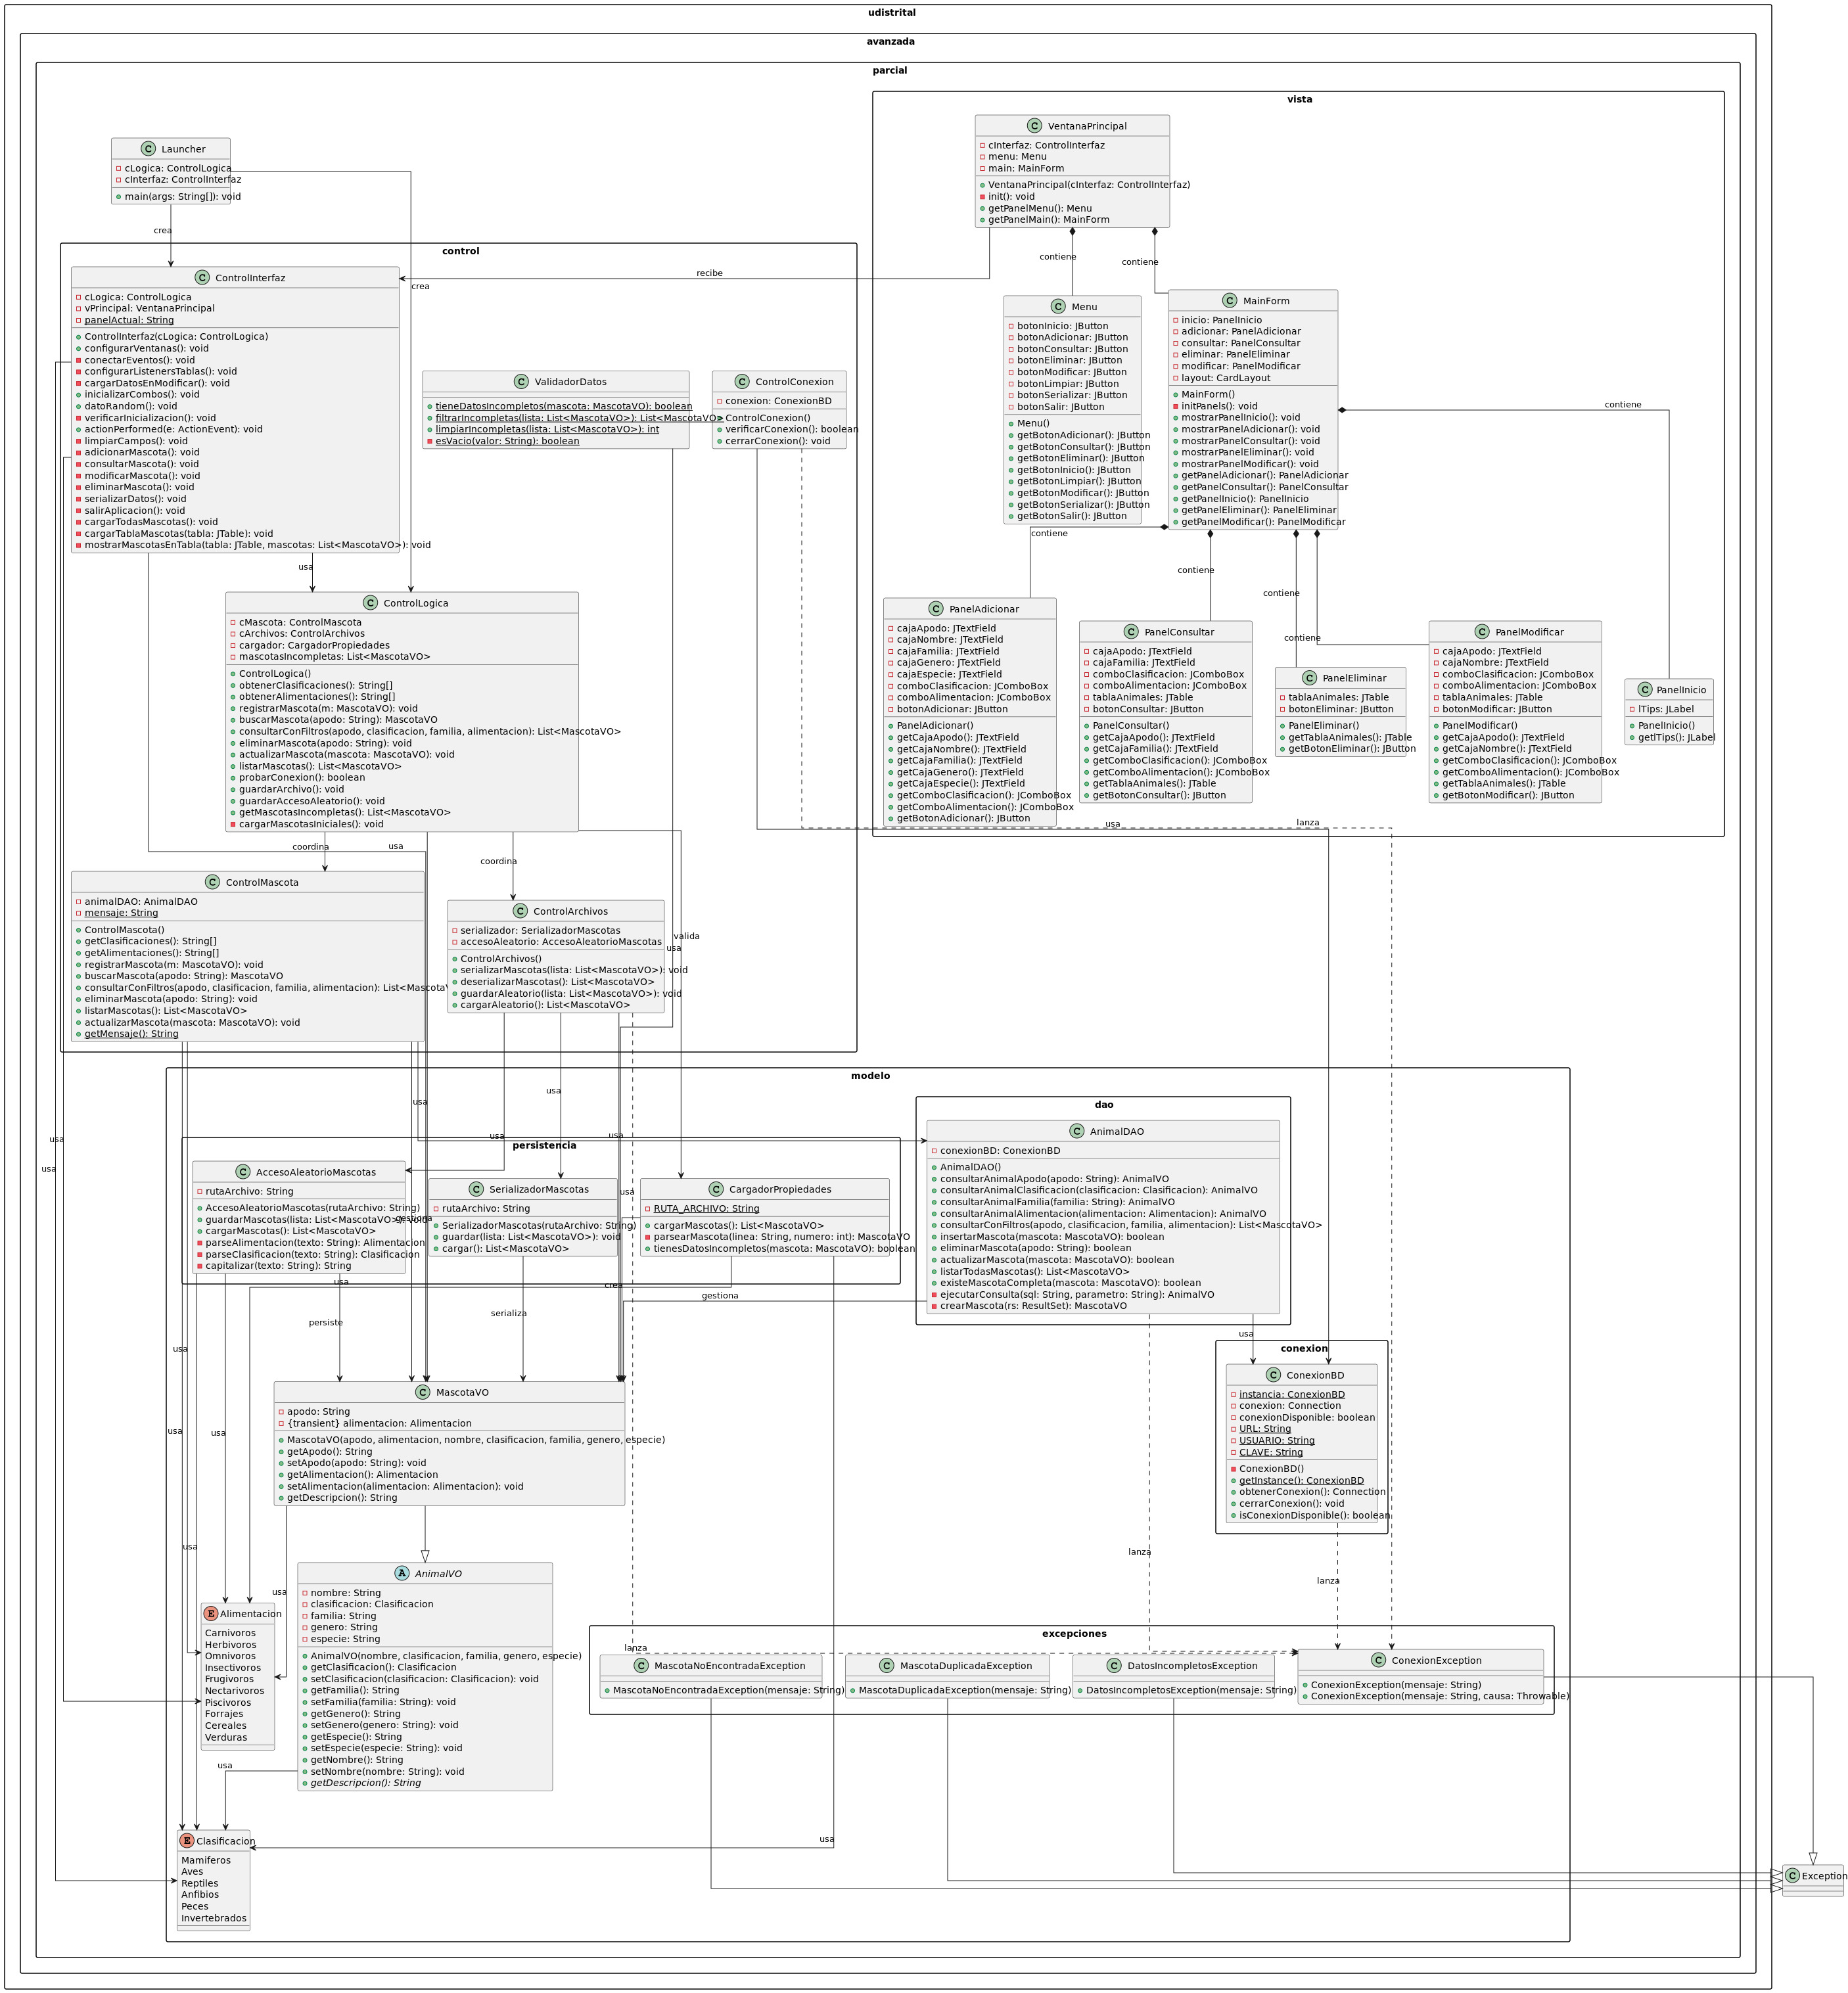 udistrital
avanzada
parcial
vista
VentanaPrincipal
cInterfaz: ControlInterfaz
menu: Menu
main: MainForm
VentanaPrincipal(cInterfaz: ControlInterfaz)
init(): void
getPanelMenu(): Menu
getPanelMain(): MainForm
Launcher
cLogica: ControlLogica
cInterfaz: ControlInterfaz
main(args: String[]): void
crea
contiene
contiene
control
recibe
crea
ControlInterfaz
cLogica: ControlLogica
vPrincipal: VentanaPrincipal
panelActual: String
ControlInterfaz(cLogica: ControlLogica)
configurarVentanas(): void
conectarEventos(): void
configurarListenersTablas(): void
cargarDatosEnModificar(): void
inicializarCombos(): void
datoRandom(): void
verificarInicializacion(): void
actionPerformed(e: ActionEvent): void
limpiarCampos(): void
adicionarMascota(): void
consultarMascota(): void
modificarMascota(): void
eliminarMascota(): void
serializarDatos(): void
salirAplicacion(): void
cargarTodasMascotas(): void
cargarTablaMascotas(tabla: JTable): void
mostrarMascotasEnTabla(tabla: JTable, mascotas: List<MascotaVO>): void
ValidadorDatos
tieneDatosIncompletos(mascota: MascotaVO): boolean
filtrarIncompletas(lista: List<MascotaVO>): List<MascotaVO>
limpiarIncompletas(lista: List<MascotaVO>): int
esVacio(valor: String): boolean
ControlConexion
conexion: ConexionBD
ControlConexion()
verificarConexion(): boolean
cerrarConexion(): void
Menu
botonInicio: JButton
botonAdicionar: JButton
botonConsultar: JButton
botonEliminar: JButton
botonModificar: JButton
botonLimpiar: JButton
botonSerializar: JButton
botonSalir: JButton
Menu()
getBotonAdicionar(): JButton
getBotonConsultar(): JButton
getBotonEliminar(): JButton
getBotonInicio(): JButton
getBotonLimpiar(): JButton
getBotonModificar(): JButton
getBotonSerializar(): JButton
getBotonSalir(): JButton
MainForm
inicio: PanelInicio
adicionar: PanelAdicionar
consultar: PanelConsultar
eliminar: PanelEliminar
modificar: PanelModificar
layout: CardLayout
MainForm()
initPanels(): void
mostrarPanelInicio(): void
mostrarPanelAdicionar(): void
mostrarPanelConsultar(): void
mostrarPanelEliminar(): void
mostrarPanelModificar(): void
getPanelAdicionar(): PanelAdicionar
getPanelConsultar(): PanelConsultar
getPanelInicio(): PanelInicio
getPanelEliminar(): PanelEliminar
getPanelModificar(): PanelModificar
contiene
contiene
contiene
contiene
contiene
usa
ControlLogica
cMascota: ControlMascota
cArchivos: ControlArchivos
cargador: CargadorPropiedades
mascotasIncompletas: List<MascotaVO>
ControlLogica()
obtenerClasificaciones(): String[]
obtenerAlimentaciones(): String[]
registrarMascota(m: MascotaVO): void
buscarMascota(apodo: String): MascotaVO
consultarConFiltros(apodo, clasificacion, familia, alimentacion): List<MascotaVO>
eliminarMascota(apodo: String): void
actualizarMascota(mascota: MascotaVO): void
listarMascotas(): List<MascotaVO>
probarConexion(): boolean
guardarArchivo(): void
guardarAccesoAleatorio(): void
getMascotasIncompletas(): List<MascotaVO>
cargarMascotasIniciales(): void
PanelAdicionar
cajaApodo: JTextField
cajaNombre: JTextField
cajaFamilia: JTextField
cajaGenero: JTextField
cajaEspecie: JTextField
comboClasificacion: JComboBox
comboAlimentacion: JComboBox
botonAdicionar: JButton
PanelAdicionar()
getCajaApodo(): JTextField
getCajaNombre(): JTextField
getCajaFamilia(): JTextField
getCajaGenero(): JTextField
getCajaEspecie(): JTextField
getComboClasificacion(): JComboBox
getComboAlimentacion(): JComboBox
getBotonAdicionar(): JButton
PanelConsultar
cajaApodo: JTextField
cajaFamilia: JTextField
comboClasificacion: JComboBox
comboAlimentacion: JComboBox
tablaAnimales: JTable
botonConsultar: JButton
PanelConsultar()
getCajaApodo(): JTextField
getCajaFamilia(): JTextField
getComboClasificacion(): JComboBox
getComboAlimentacion(): JComboBox
getTablaAnimales(): JTable
getBotonConsultar(): JButton
PanelEliminar
tablaAnimales: JTable
botonEliminar: JButton
PanelEliminar()
getTablaAnimales(): JTable
getBotonEliminar(): JButton
PanelModificar
cajaApodo: JTextField
cajaNombre: JTextField
comboClasificacion: JComboBox
comboAlimentacion: JComboBox
tablaAnimales: JTable
botonModificar: JButton
PanelModificar()
getCajaApodo(): JTextField
getCajaNombre(): JTextField
getComboClasificacion(): JComboBox
getComboAlimentacion(): JComboBox
getTablaAnimales(): JTable
getBotonModificar(): JButton
PanelInicio
lTips: JLabel
PanelInicio()
getlTips(): JLabel
usa
lanza
coordina
usa
coordina
ControlMascota
animalDAO: AnimalDAO
mensaje: String
ControlMascota()
getClasificaciones(): String[]
getAlimentaciones(): String[]
registrarMascota(m: MascotaVO): void
buscarMascota(apodo: String): MascotaVO
consultarConFiltros(apodo, clasificacion, familia, alimentacion): List<Mascota
eliminarMascota(apodo: String): void
listarMascotas(): List<MascotaVO>
actualizarMascota(mascota: MascotaVO): void
getMensaje(): String
ControlArchivos
serializador: SerializadorMascotas
accesoAleatorio: AccesoAleatorioMascotas
ControlArchivos()
serializarMascotas(lista: List<MascotaVO>): void
deserializarMascotas(): List<MascotaVO>
guardarAleatorio(lista: List<MascotaVO>): void
cargarAleatorio(): List<MascotaVO>
valida
usa
modelo
usa
usa
usa
usa
usa
usa
usa
usa
persistencia
AccesoAleatorioMascotas
rutaArchivo: String
AccesoAleatorioMascotas(rutaArchivo: String)
guardarMascotas(lista: List<MascotaVO>): void
cargarMascotas(): List<MascotaVO>
parseAlimentacion(texto: String): Alimentacion
parseClasificacion(texto: String): Clasificacion
capitalizar(texto: String): String
gestiona
SerializadorMascotas
rutaArchivo: String
SerializadorMascotas(rutaArchivo: String)
guardar(lista: List<MascotaVO>): void
cargar(): List<MascotaVO>
CargadorPropiedades
RUTA_ARCHIVO: String
cargarMascotas(): List<MascotaVO>
parsearMascota(linea: String, numero: int): MascotaVO
tienesDatosIncompletos(mascota: MascotaVO): boolean
dao
AnimalDAO
conexionBD: ConexionBD
AnimalDAO()
consultarAnimalApodo(apodo: String): AnimalVO
consultarAnimalClasificacion(clasificacion: Clasificacion): AnimalVO
consultarAnimalFamilia(familia: String): AnimalVO
consultarAnimalAlimentacion(alimentacion: Alimentacion): AnimalVO
consultarConFiltros(apodo, clasificacion, familia, alimentacion): List<MascotaVO>
insertarMascota(mascota: MascotaVO): boolean
eliminarMascota(apodo: String): boolean
actualizarMascota(mascota: MascotaVO): boolean
listarTodasMascotas(): List<MascotaVO>
existeMascotaCompleta(mascota: MascotaVO): boolean
ejecutarConsulta(sql: String, parametro: String): AnimalVO
crearMascota(rs: ResultSet): MascotaVO
usa
crea
gestiona
persiste
serializa
usa
usa
usa
usa
conexion
ConexionBD
instancia: ConexionBD
conexion: Connection
conexionDisponible: boolean
URL: String
USUARIO: String
CLAVE: String
ConexionBD()
getInstance(): ConexionBD
obtenerConexion(): Connection
cerrarConexion(): void
isConexionDisponible(): boolean
MascotaVO
apodo: String
{transient} alimentacion: Alimentacion
MascotaVO(apodo, alimentacion, nombre, clasificacion, familia, genero, especie)
getApodo(): String
setApodo(apodo: String): void
getAlimentacion(): Alimentacion
setAlimentacion(alimentacion: Alimentacion): void
getDescripcion(): String
usa
lanza
lanza
usa
Alimentacion
Carnivoros
Herbivoros
Omnivoros
Insectivoros
Frugivoros
Nectarivoros
Piscivoros
Forrajes
Cereales
Verduras
AnimalVO
nombre: String
clasificacion: Clasificacion
familia: String
genero: String
especie: String
AnimalVO(nombre, clasificacion, familia, genero, especie)
getClasificacion(): Clasificacion
setClasificacion(clasificacion: Clasificacion): void
getFamilia(): String
setFamilia(familia: String): void
getGenero(): String
setGenero(genero: String): void
getEspecie(): String
setEspecie(especie: String): void
getNombre(): String
setNombre(nombre: String): void
getDescripcion(): String
excepciones
lanza
MascotaNoEncontradaException
MascotaNoEncontradaException(mensaje: String)
MascotaDuplicadaException
MascotaDuplicadaException(mensaje: String)
DatosIncompletosException
DatosIncompletosException(mensaje: String)
ConexionException
ConexionException(mensaje: String)
ConexionException(mensaje: String, causa: Throwable)
usa
usa
Clasificacion
Mamiferos
Aves
Reptiles
Anfibios
Peces
Invertebrados
Exception